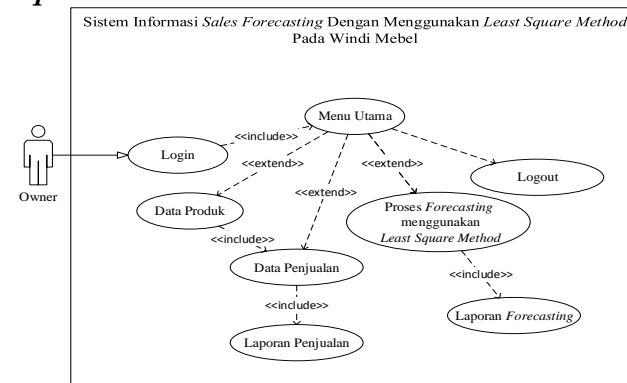 Sistem Informasi Sales Forecasting Dengan Menggunakan Least Square Method
Pada Windi Mebel
Menu Utama
<<include>>
Login
<<extend>>
<<extend>>
Logout
Owner
<<extend>>
Data Produk
Proses Forecasting
menggunakan
Least Square Method
<<include>>
Data Penjualan
<<include>>
<<include>>
Laporan Forecasting
Laporan Penjualan